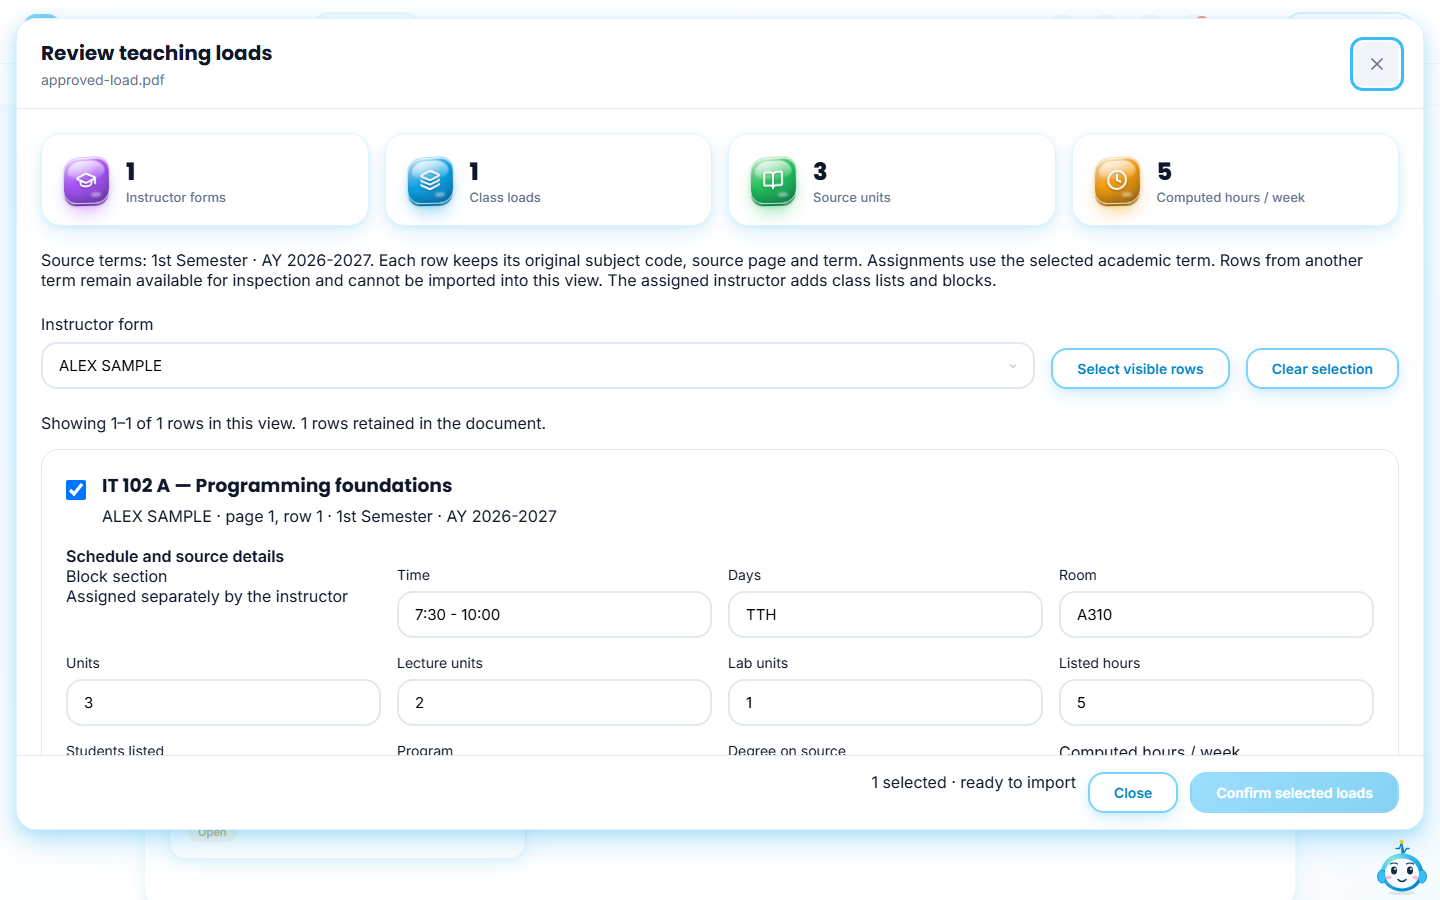 Review teaching loads
approved-load.pdf
1
Instructor forms
1
Class loads
3
Source units
5
Computed hours / week
Source terms: 1st Semester · AY 2026-2027. Each row keeps its original subject code, source page and term. Assignments use the selected academic term. Rows from another
term remain available for inspection and cannot be imported into this view. The assigned instructor adds class lists and blocks.
Instructor form
ALEX SAMPLE
Select visible rows
Clear selection
Showing 1–1 of 1 rows in this view. 1 rows retained in the document.
IT 102 A — Programming foundations
ALEX SAMPLE · page 1, row 1 · 1st Semester · AY 2026-2027
Schedule and source details
Block section
Assigned separately by the instructor
Time
7:30 - 10:00
Days
TTH
Room
A310
Units
3
Lecture units
2
Lab units
1
Listed hours
5
Students listed
Program
Degree on source
Computed hours / week
1 selected · ready to import
Close
Confirm selected loads
Open